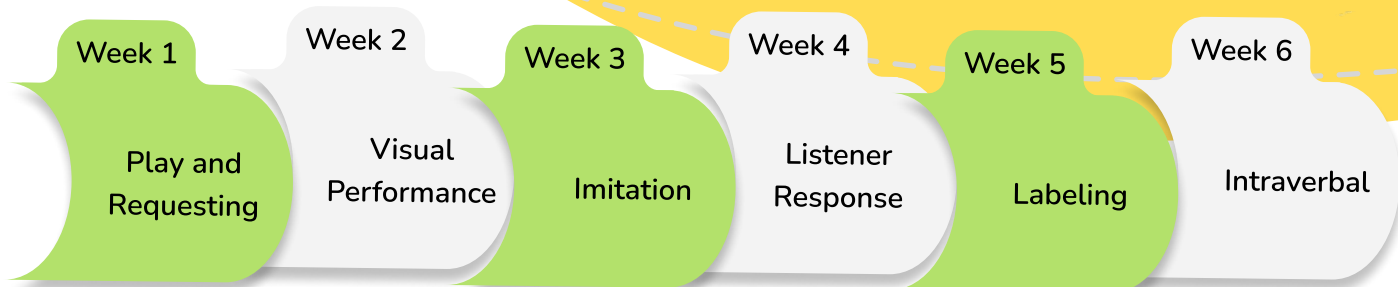 Week 1
Play and
Requesting
Week 2
Visual
Performance
Week 3
Imitation
Week 4
Listener
Response
Week 5
Labeling
Week 6
Intraverbal